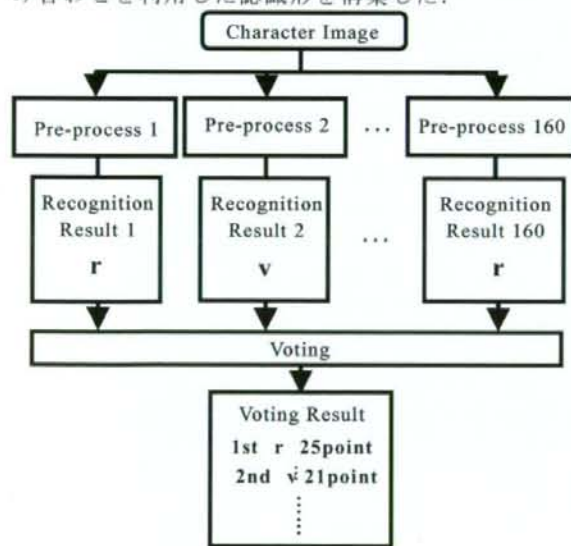 Character Image
Pre-process 1 Pre-process 2 ... Pre-process 160
Recognition Recognition Recognition
Result 1 Result 2 ... Result 160
r v r
Voting
Voting Result
1st r 25point
2nd v 21point